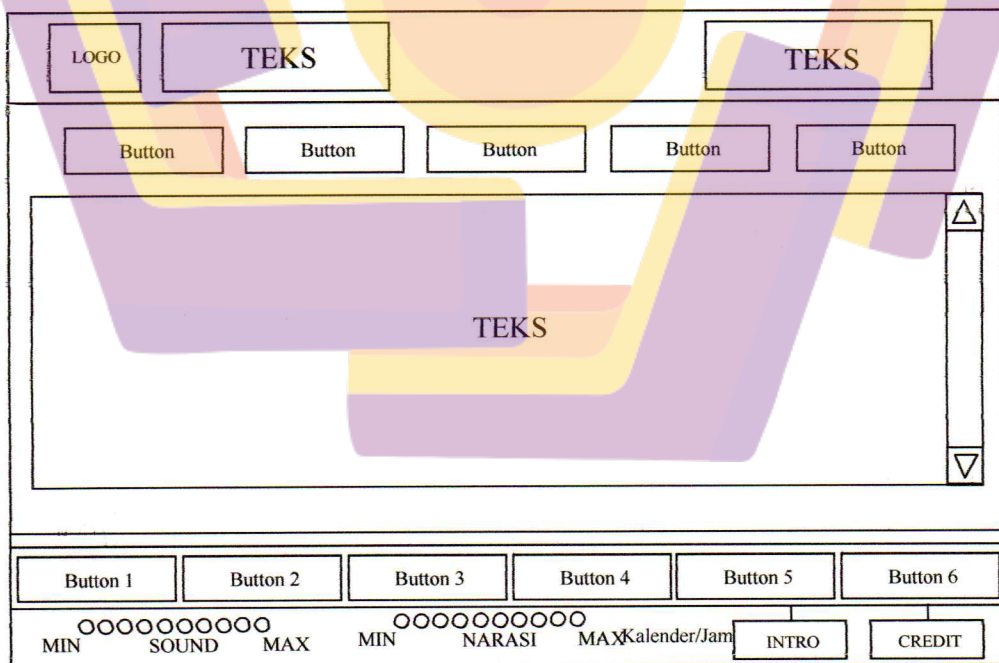 LOGO TEKS TEKS
Button Button Button Button Button
TEKS
Button 1 Button 2 Button 3 Button 4 Button 5 Button 6
MIN SOUND MAX MIN NARASI MAX Kalender/Jam INTRO CREDIT